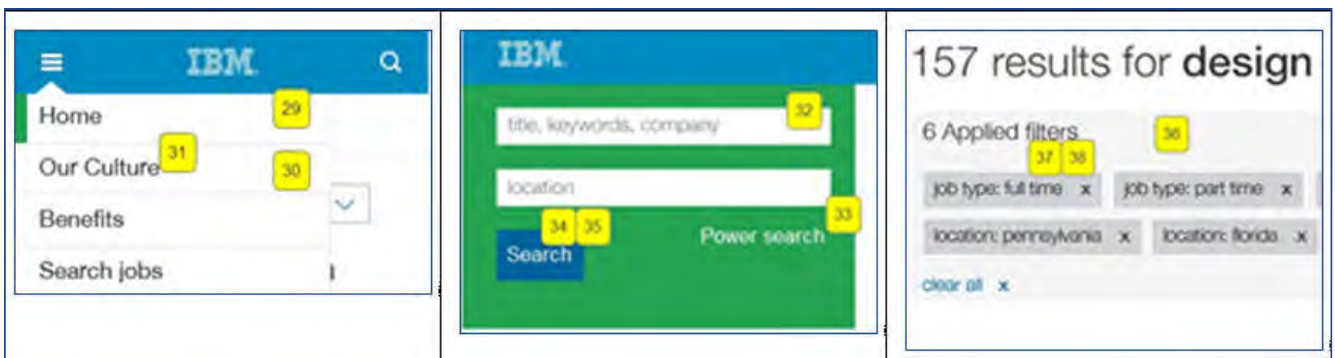 IBM.
Home
29
Our Culture
31
30
Benefits
Search jobs
IBM.
title, keywords, company
32
location
33
34 35
Power search
Search
157 results for design
6 Applied filters
36
37 38
job type: full time x job type: part time x
location: pennsylvania x location: florida x
clear all x